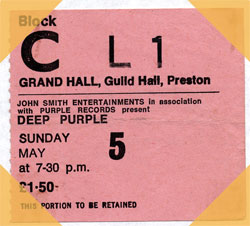 Block
C L 1
GRAND HALL, Guild Hall, Preston
JOHN SMITH ENTERTAINMENTS in association
with PURPLE RECORDS present
DEEP PURPLE
SUNDAY
MAY 5
at 7-30 p.m.
£1·50
THIS PORTION TO BE RETAINED